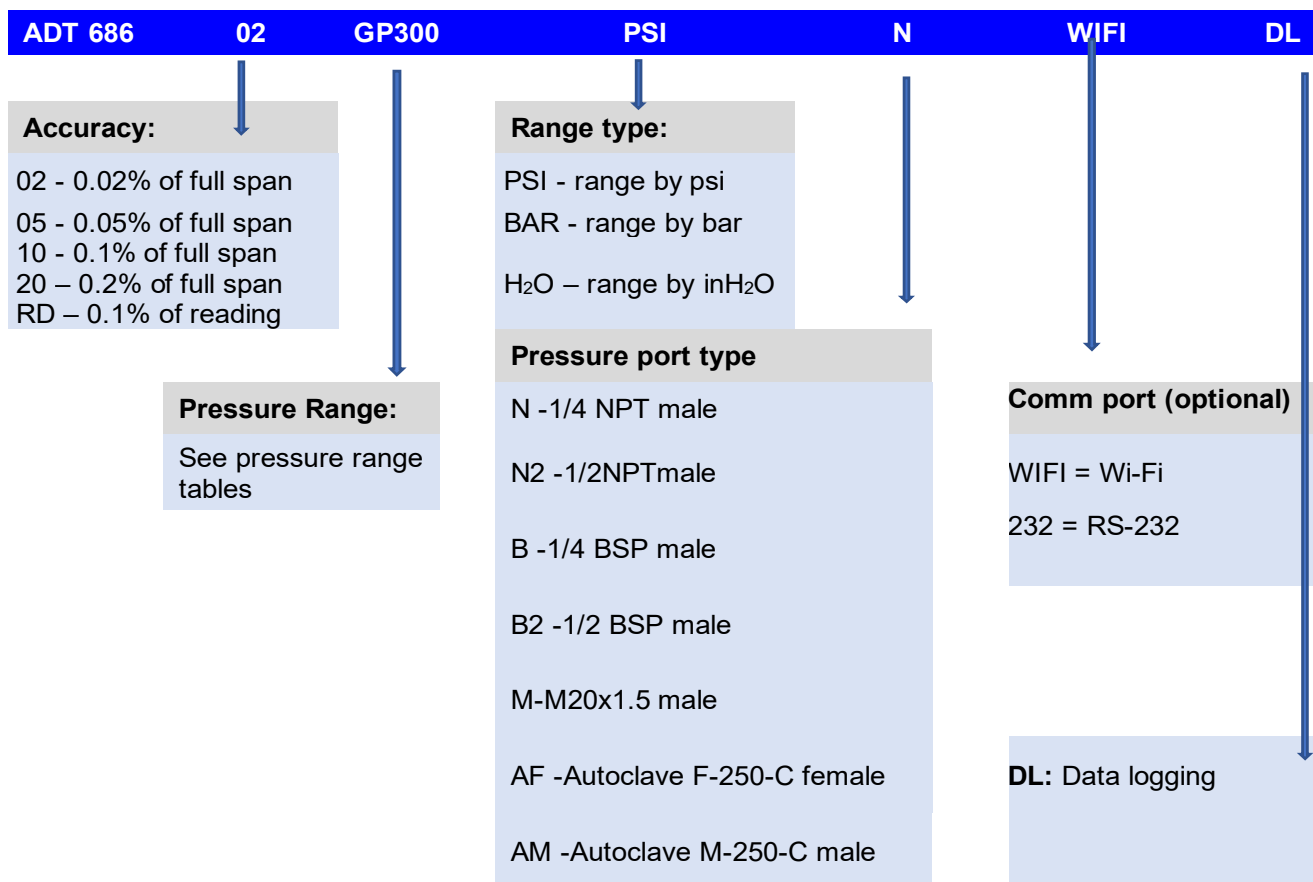 ADT 686 02 GP300 PSI N WIFI DL
Accuracy:
02 - 0.02% of full span
05 - 0.05% of full span
10 - 0.1% of full span
20 – 0.2% of full span
RD – 0.1% of reading
Range type:
PSI - range by psi
BAR - range by bar
H₂O – range by inH₂O
Pressure Range:
See pressure range
tables
Pressure port type
N -1/4 NPT male
N2 -1/2NPTmale
B -1/4 BSP male
B2 -1/2 BSP male
M-M20x1.5 male
AF -Autoclave F-250-C female
AM -Autoclave M-250-C male
Comm port (optional)
WIFI = Wi-Fi
232 = RS-232
DL: Data logging